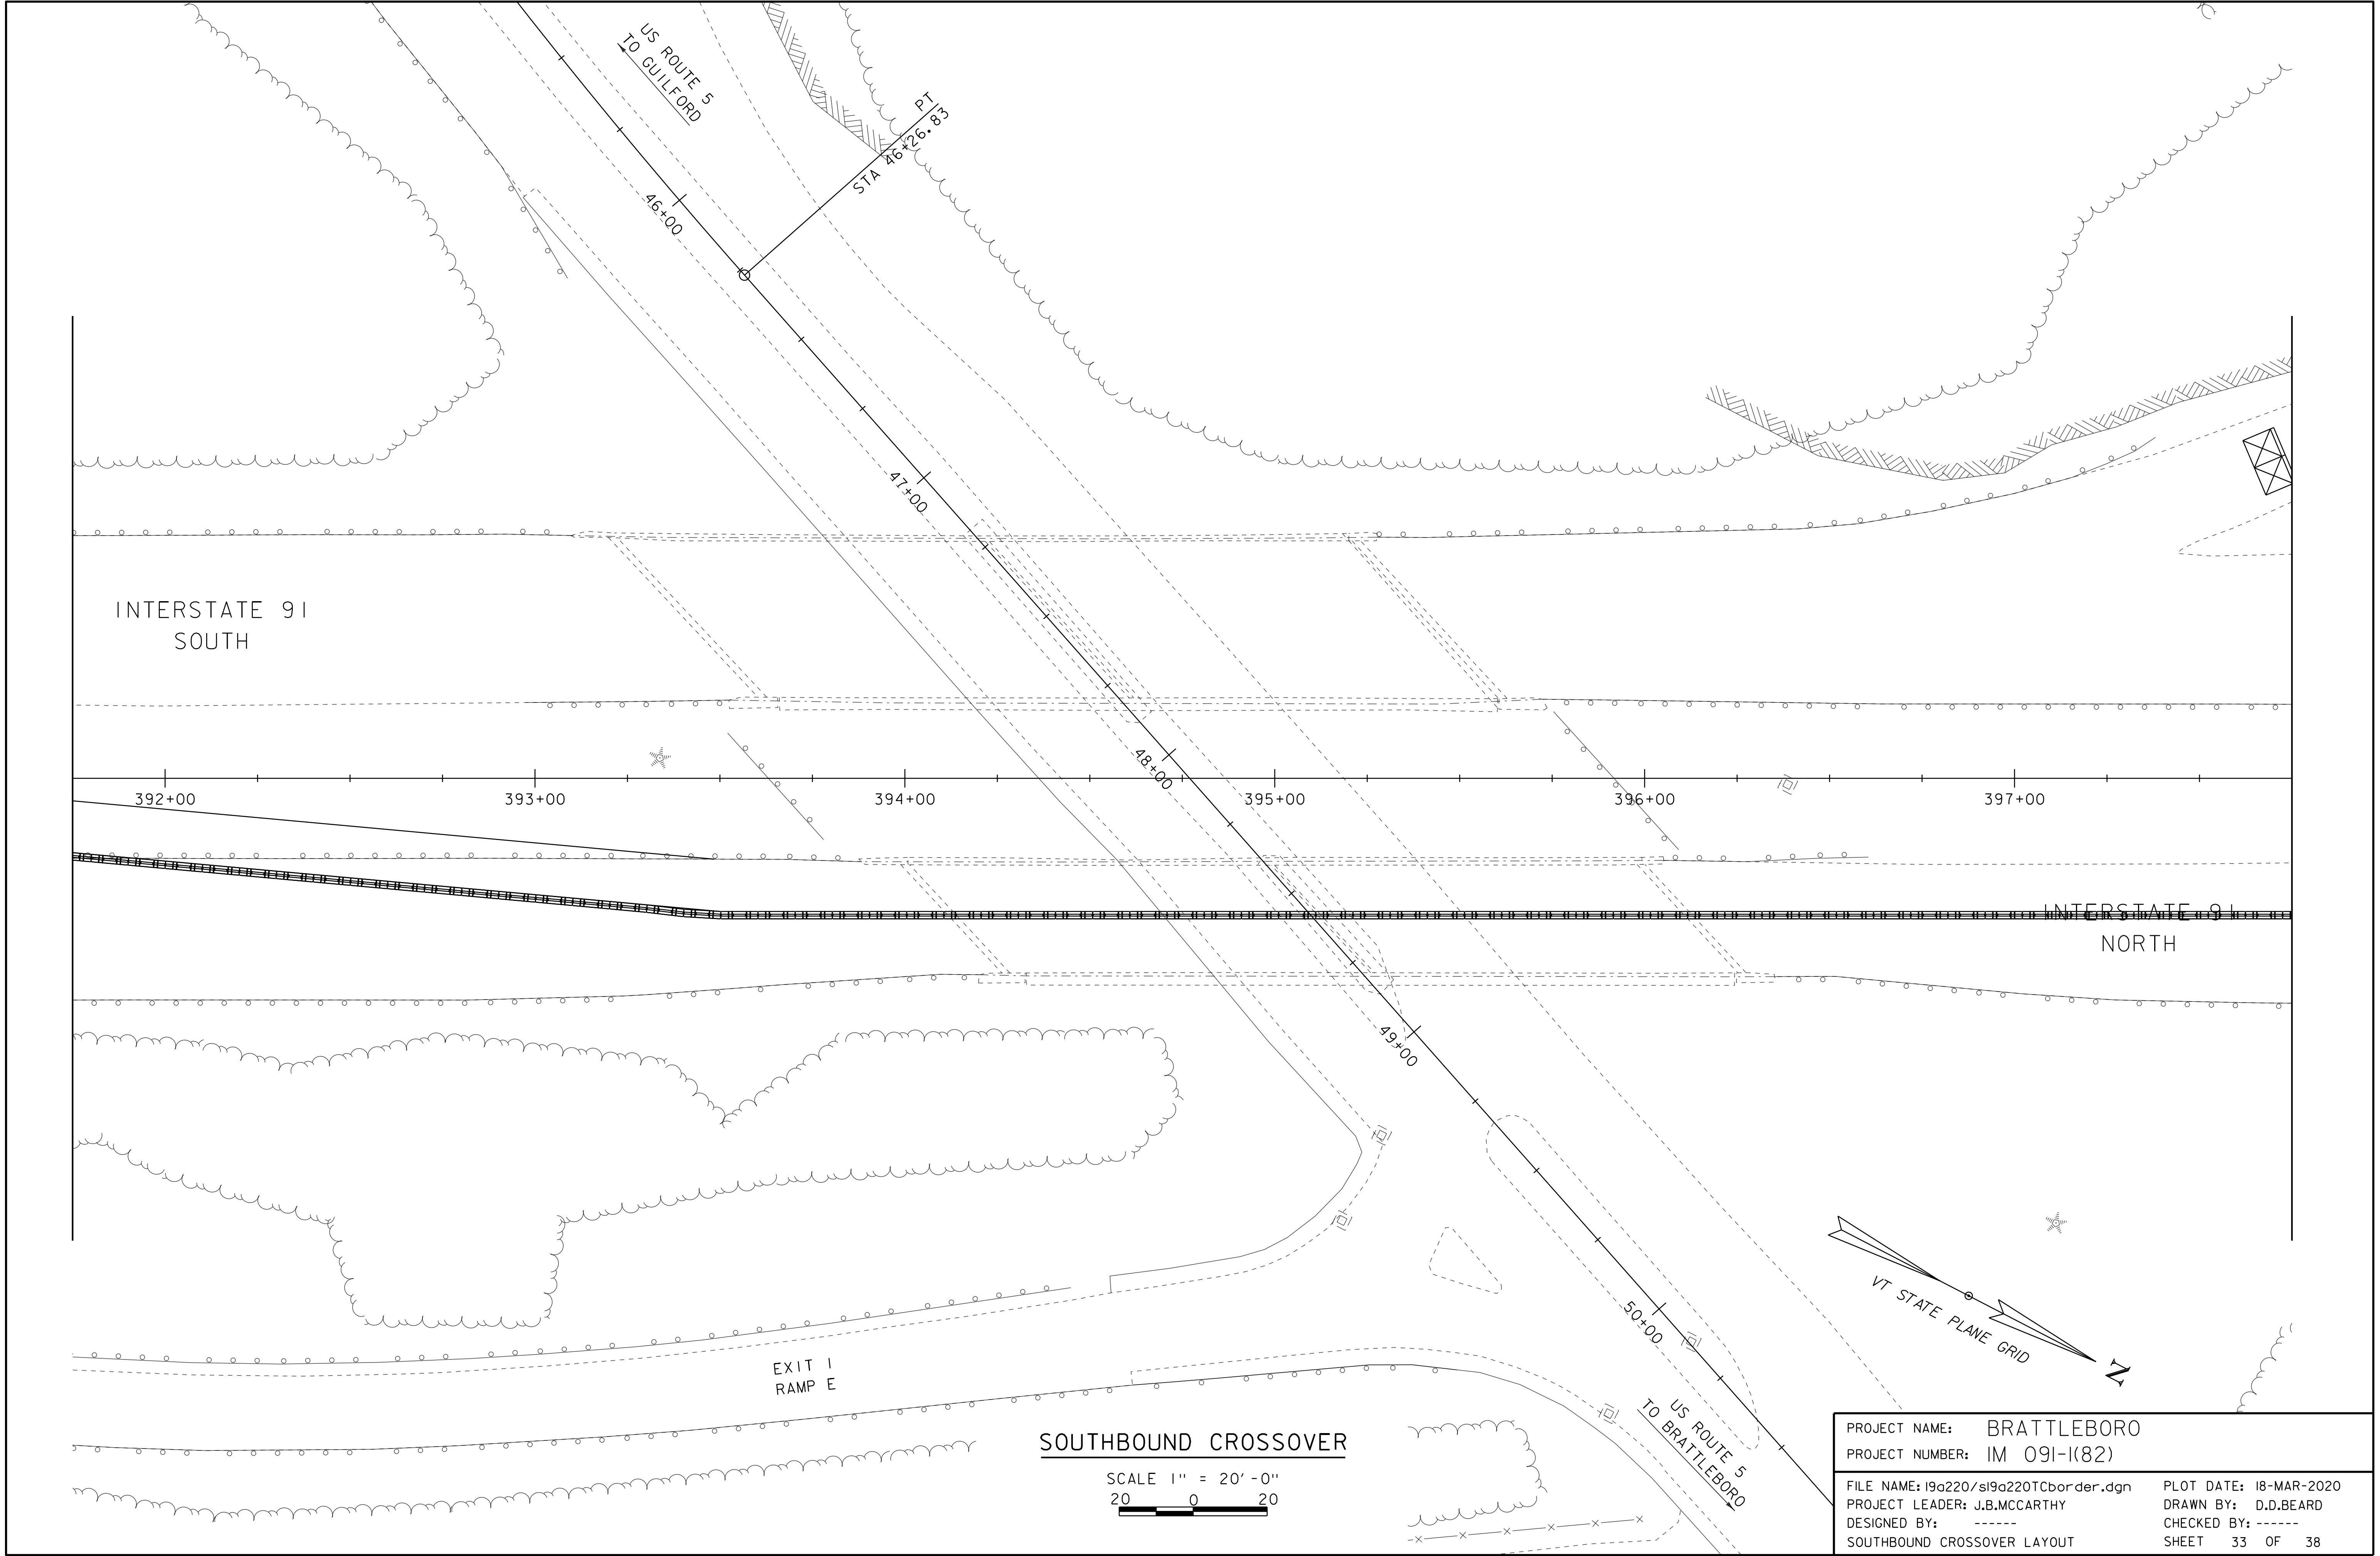 US ROUTE 5
TO GUILFORD
PT
STA 46+26.83
46+00
47+00
INTERSTATE 91
SOUTH
48+00
392+00
393+00
394+00
395+00
396+00
397+00
INTERSTATE 91
NORTH
49+00
50+00
VT STATE PLANE GRID
N
EXIT 1
RAMP E
US ROUTE 5
TO BRATTLEBORO
SOUTHBOUND CROSSOVER
SCALE 1" = 20'-0"
20 0 20
PROJECT NAME: BRATTLEBORO
PROJECT NUMBER: IM 091-1(82)
FILE NAME: 19a220/s19a220TCborder.dgn PLOT DATE: 18-MAR-2020
PROJECT LEADER: J.B.MCCARTHY DRAWN BY: D.D.BEARD
DESIGNED BY: ------ CHECKED BY: ------
SOUTHBOUND CROSSOVER LAYOUT SHEET 33 OF 38